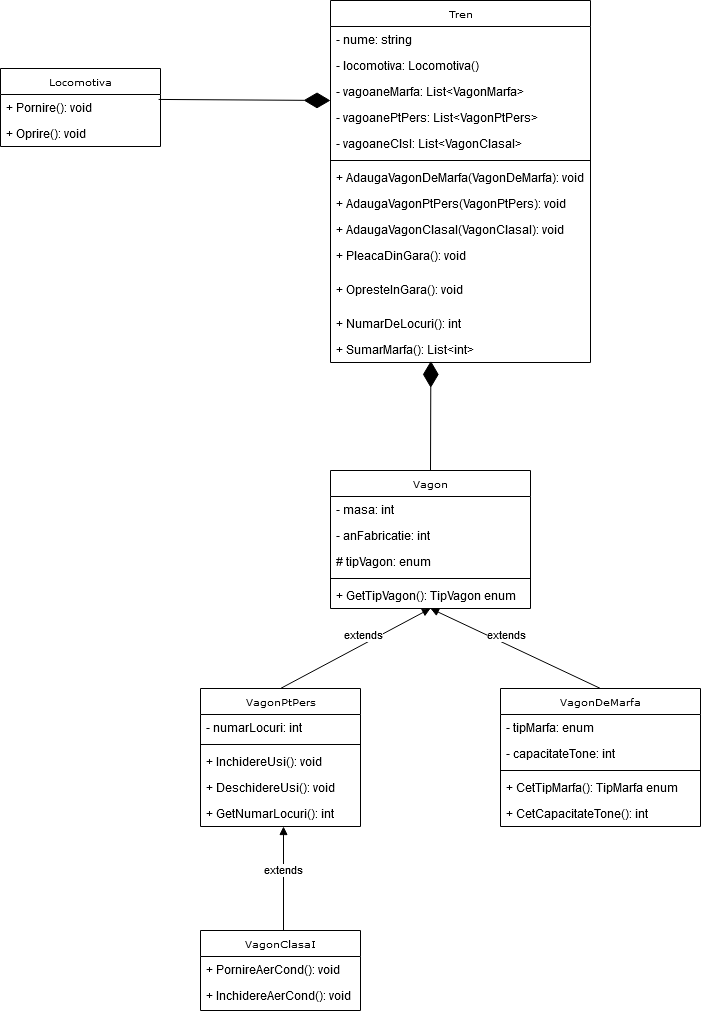 Tren
- nume: string
- locomotiva: Locomotiva()
- vagoaneMarfa: List<VagonMarfa>
- vagoanePtPers: List<VagonPtPers>
- vagoaneClsI: List<VagonClasaI>
+ AdaugaVagonDeMarfa(VagonDeMarfa): void
+ AdaugaVagonPtPers(VagonPtPers): void
+ AdaugaVagonClasaI(VagonClasaI): void
+ PleacaDinGara(): void
+ OpresteInGara(): void
+ NumarDeLocuri(): int
+ SumarMarfa(): List<int>
Locomotiva
+ Pornire(): void
+ Oprire(): void
Vagon
- masa: int
- anFabricatie: int
# tipVagon: enum
+ GetTipVagon(): TipVagon enum
extends
extends
VagonPtPers
- numarLocuri: int
+ InchidereUsi(): void
+ DeschidereUsi(): void
+ GetNumarLocuri(): int
VagonDeMarfa
- tipMarfa: enum
- capacitateTone: int
+ CetTipMarfa(): TipMarfa enum
+ CetCapacitateTone(): int
extends
VagonClasaI
+ PornireAerCond(): void
+ InchidereAerCond(): void